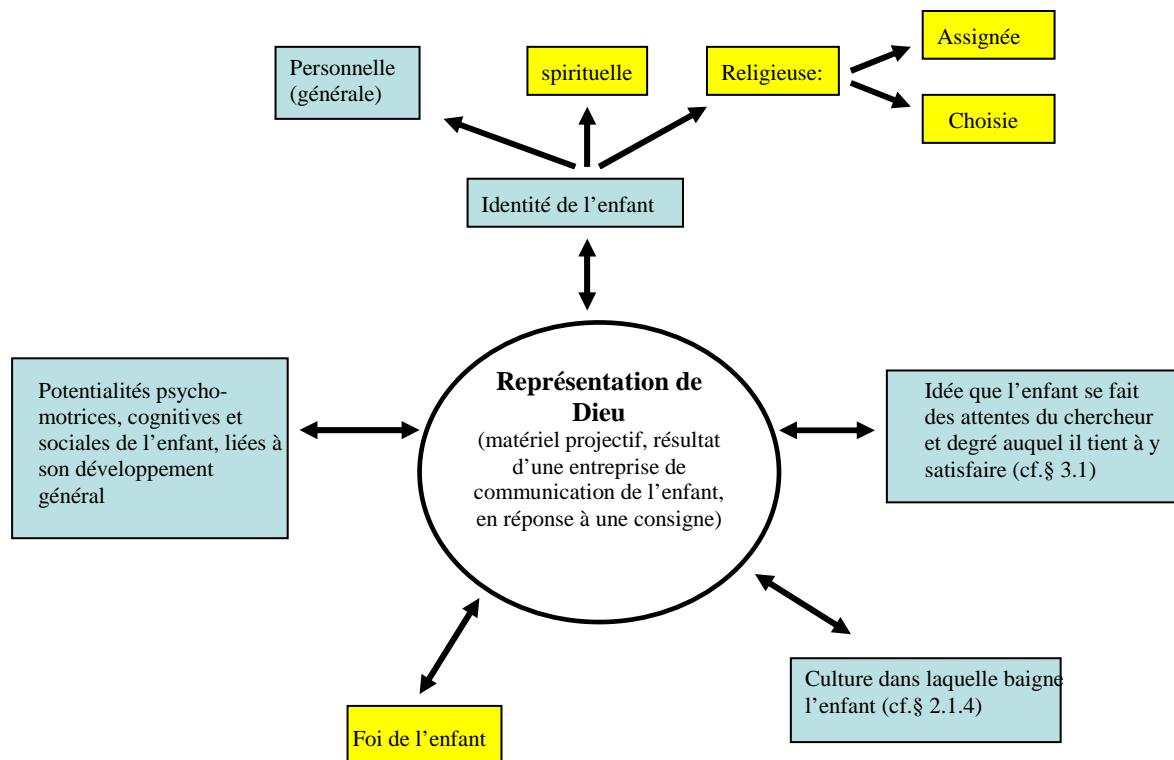 Assignée
Personnelle
(générale)
spirituelle
Religieuse:
Choisie
Identité de l’enfant
Représentation de
Dieu
(matériel projectif, résultat
d’une entreprise de
communication de l’enfant,
en réponse à une consigne)
Potentialités psycho-
motrices, cognitives et
sociales de l’enfant, liées à
son développement
général
Idée que l’enfant se fait
des attentes du chercheur
et degré auquel il tient à y
satisfaire (cf.§ 3.1)
Culture dans laquelle baigne
l’enfant (cf.§ 2.1.4)
Foi de l’enfant